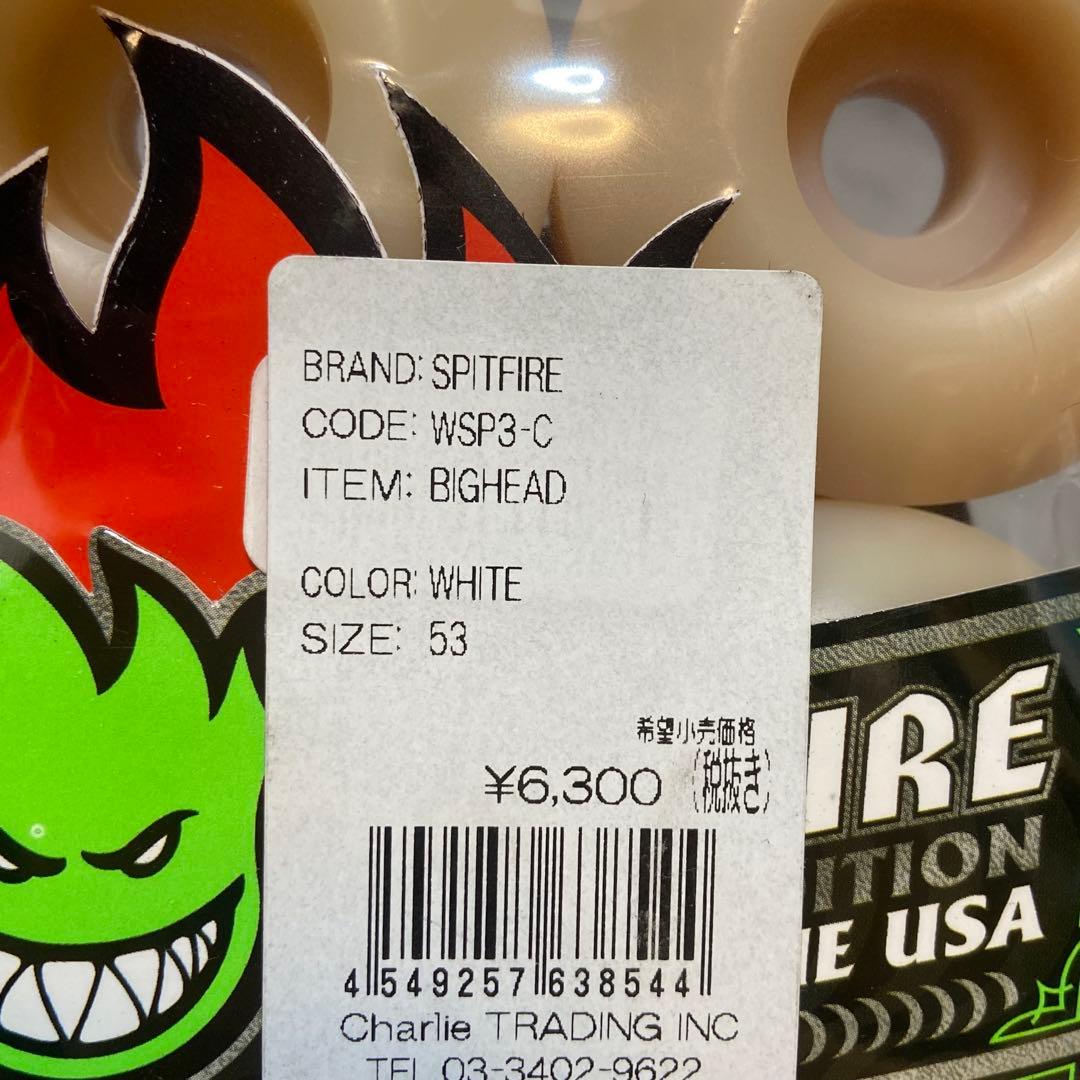 BRAND: SPITFIRE
CODE: WSP3-C
ITEM: BIGHEAD
COLOR: WHITE
SIZE: 53
希望小売価格
¥6,300 (税抜き)
4 549257 638544
Charlie TRADING INC
TEL 03-3402-9622
IRE
ITION
HE USA